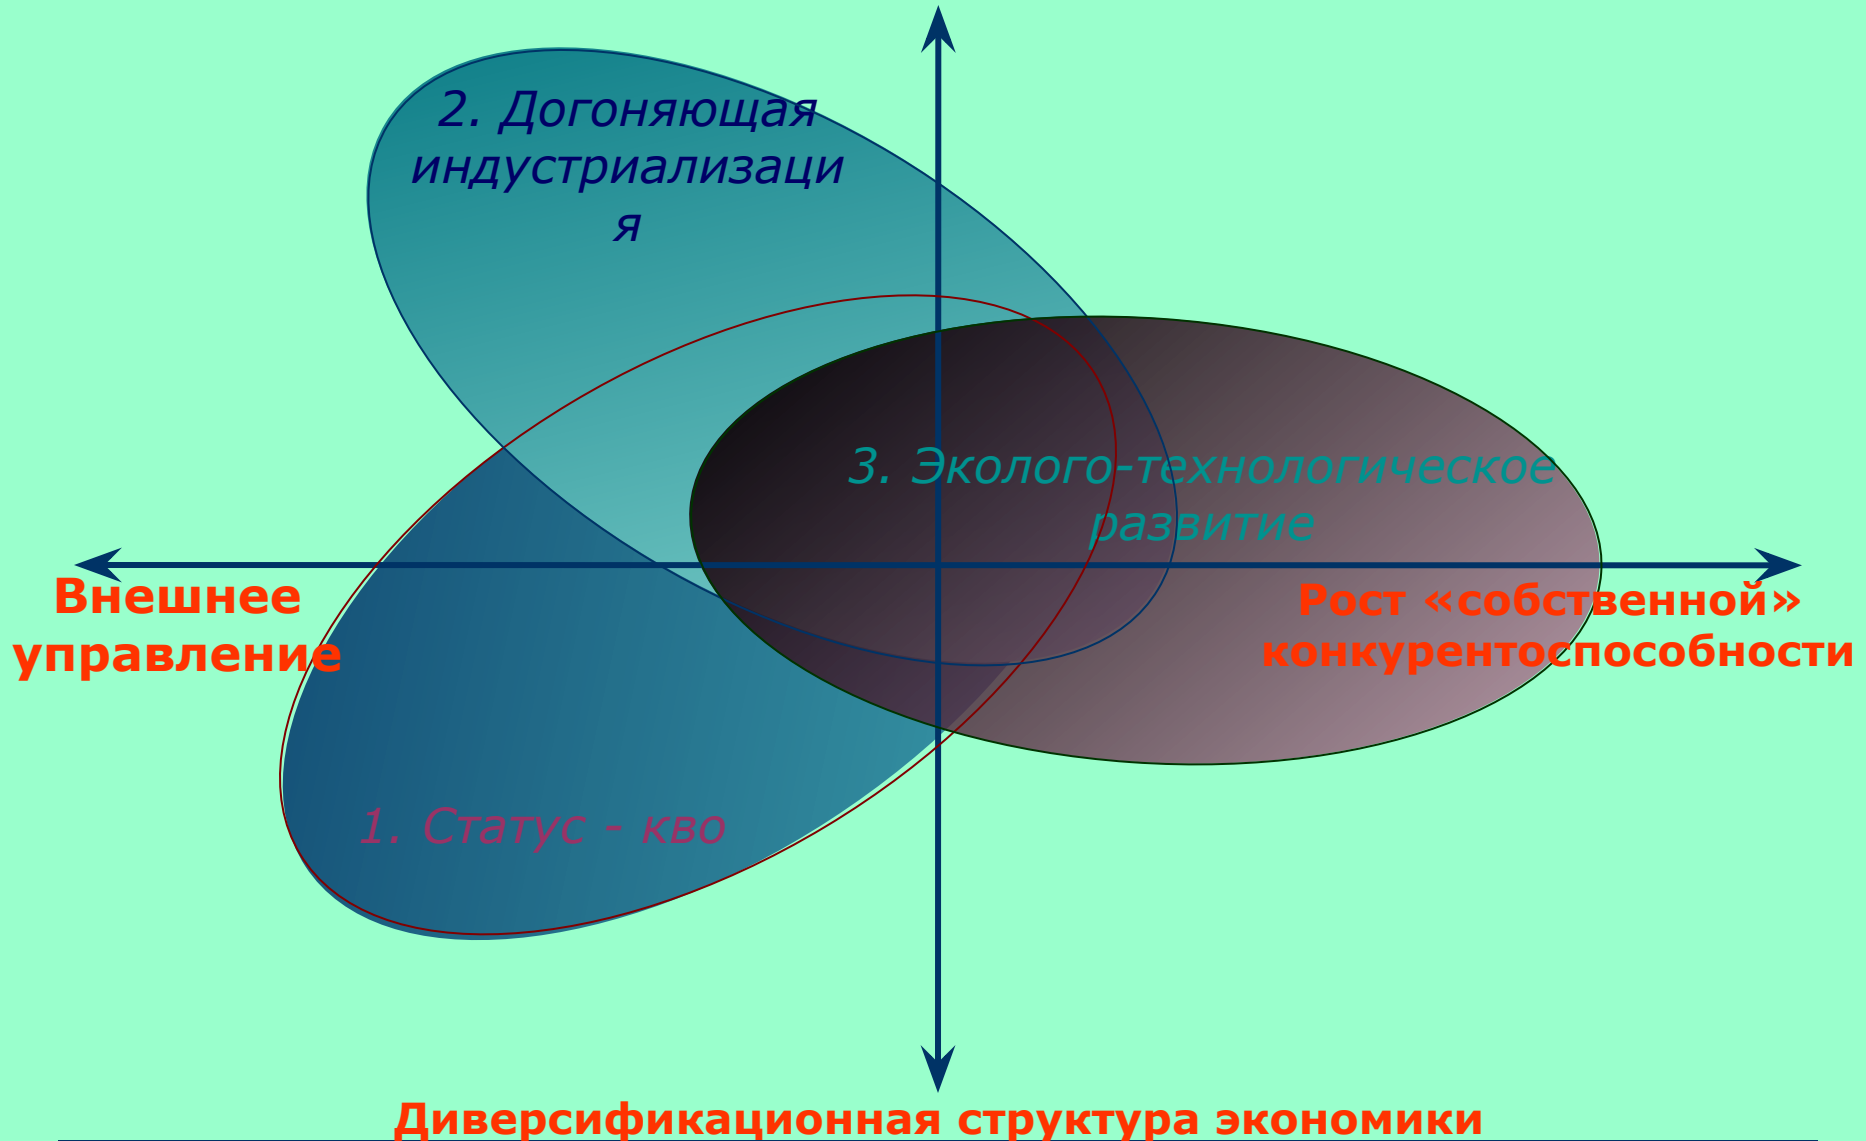 2. Догоняющая
индустриализаци
я
3. Эколого-технологическое
развитие
Внешнее
управление
Рост «собственной»
конкурентоспособности
1. Статус - кво
Диверсификационная структура экономики